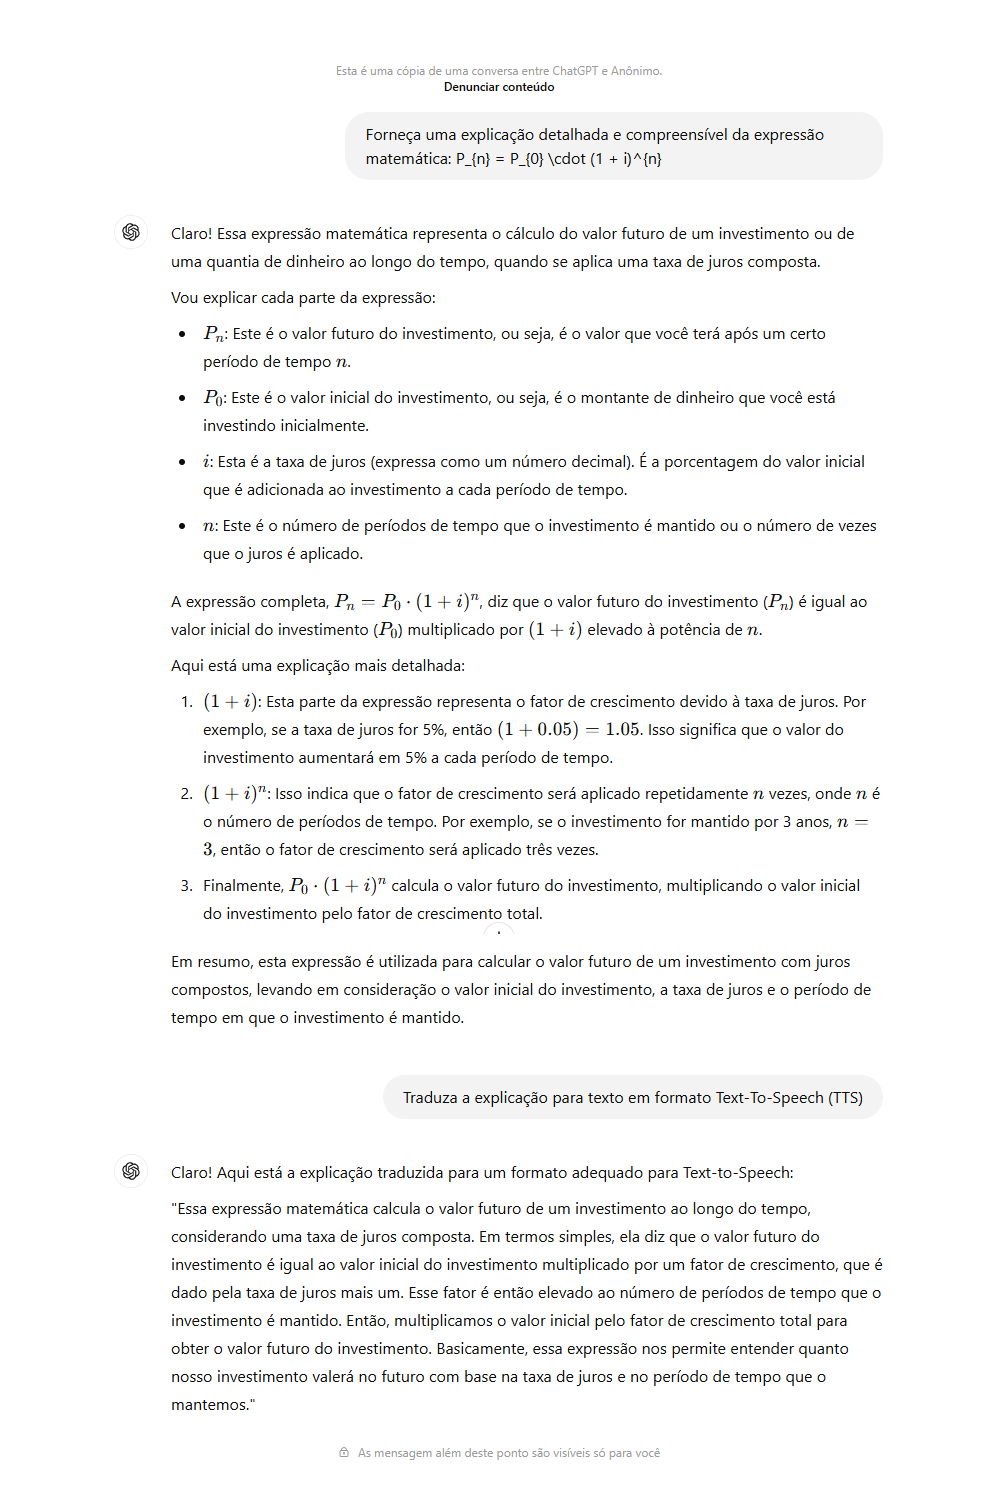 Esta é uma cópia de uma conversa entre ChatGPT e Anônimo.
Denunciar conteúdo
Forneça uma explicação detalhada e compreensível da expressão
matemática: P_{n} = P_{0} \cdot (1 + i)^{n}
Claro! Essa expressão matemática representa o cálculo do valor futuro de um investimento ou de
uma quantia de dinheiro ao longo do tempo, quando se aplica uma taxa de juros composta.
Vou explicar cada parte da expressão:
• Pₙ: Este é o valor futuro do investimento, ou seja, é o valor que você terá após um certo
período de tempo n.
• P₀: Este é o valor inicial do investimento, ou seja, é o montante de dinheiro que você está
investindo inicialmente.
• i: Esta é a taxa de juros (expressa como um número decimal). É a porcentagem do valor inicial
que é adicionada ao investimento a cada período de tempo.
• n: Este é o número de períodos de tempo que o investimento é mantido ou o número de vezes
que o juros é aplicado.
A expressão completa, Pₙ = P₀ · (1 + i)ⁿ, diz que o valor futuro do investimento (Pₙ) é igual ao
valor inicial do investimento (P₀) multiplicado por (1 + i) elevado à potência de n.
Aqui está uma explicação mais detalhada:
1. (1 + i): Esta parte da expressão representa o fator de crescimento devido à taxa de juros. Por
exemplo, se a taxa de juros for 5%, então (1 + 0.05) = 1.05. Isso significa que o valor do
investimento aumentará em 5% a cada período de tempo.
2. (1 + i)ⁿ: Isso indica que o fator de crescimento será aplicado repetidamente n vezes, onde n é
o número de períodos de tempo. Por exemplo, se o investimento for mantido por 3 anos, n =
3, então o fator de crescimento será aplicado três vezes.
3. Finalmente, P₀ · (1 + i)ⁿ calcula o valor futuro do investimento, multiplicando o valor inicial
do investimento pelo fator de crescimento total.
Em resumo, esta expressão é utilizada para calcular o valor futuro de um investimento com juros
compostos, levando em consideração o valor inicial do investimento, a taxa de juros e o período de
tempo em que o investimento é mantido.
Traduza a explicação para texto em formato Text-To-Speech (TTS)
Claro! Aqui está a explicação traduzida para um formato adequado para Text-to-Speech:
"Essa expressão matemática calcula o valor futuro de um investimento ao longo do tempo,
considerando uma taxa de juros composta. Em termos simples, ela diz que o valor futuro do
investimento é igual ao valor inicial do investimento multiplicado por um fator de crescimento, que é
dado pela taxa de juros mais um. Esse fator é então elevado ao número de períodos de tempo que o
investimento é mantido. Então, multiplicamos o valor inicial pelo fator de crescimento total para
obter o valor futuro do investimento. Basicamente, essa expressão nos permite entender quanto
nosso investimento valerá no futuro com base na taxa de juros e no período de tempo que o
mantemos."
As mensagem além deste ponto são visíveis só para você